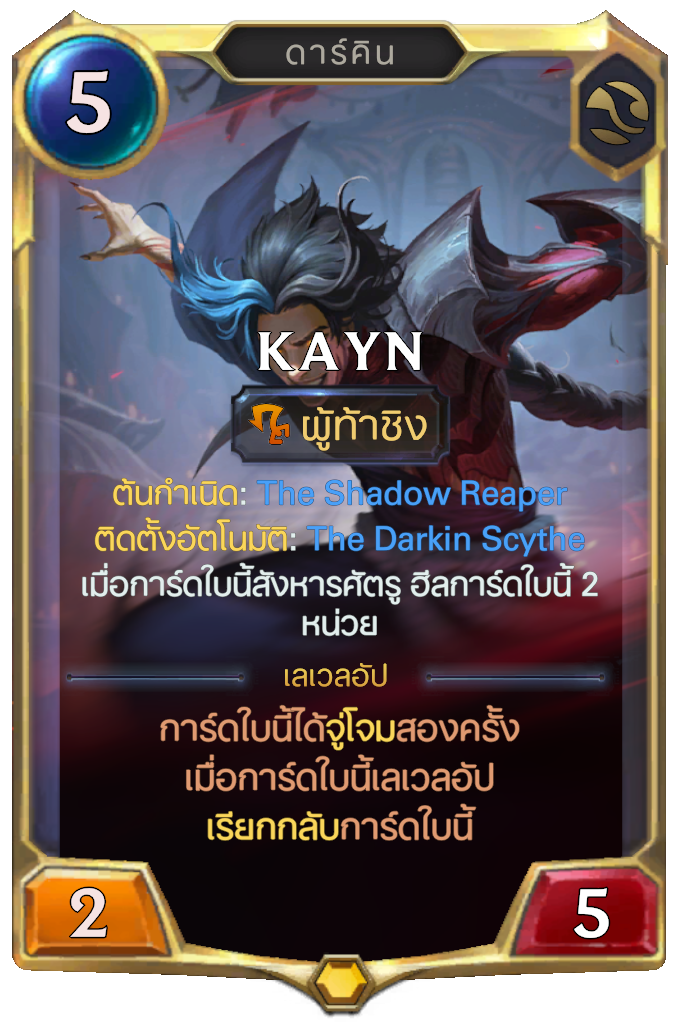 ดาร์คิน
5
KAYN
ผู้ท้าชิง
ต้นกำเนิด: The Shadow Reaper
ติดตั้งอัตโนมัติ: The Darkin Scythe
เมื่อการ์ดใบนี้สังหารศัตรู ฮีลการ์ดใบนี้ 2
หน่วย
เลเวลอัป
การ์ดใบนี้ได้จู่โจมสองครั้ง
เมื่อการ์ดใบนี้เลเวลอัป
เรียกกลับการ์ดใบนี้
2
5